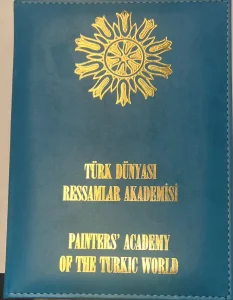 TÜRK DÜNYASI
RESSAMLAR AKADEMİSİ
PAINTERS' ACADEMY
OF THE TURKIC WORLD